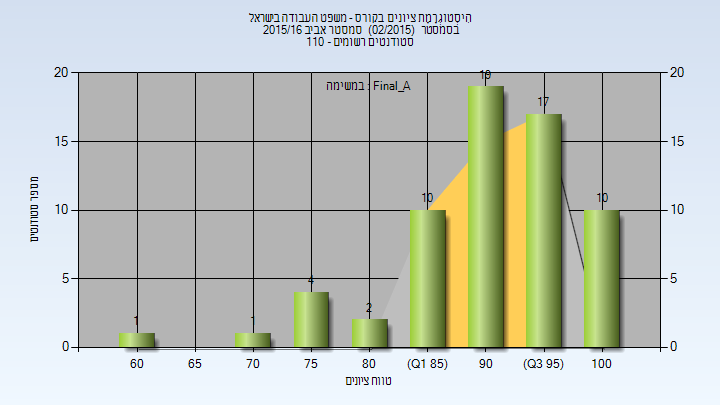 היסטוגרמת ציונים בקורס - משפט העבודה בישראל
בסמסטר (02/2015) סמסטר אביב 2015/16
סטודנטים רשומים - 110
במשימה : Final_A
20 20
15 15
10 10
5 5
0 0
1 1 4 2 10 19 17 10
60 65 70 75 80 (Q1 85) 90 (Q3 95) 100
מספר סטודנטים
טווח ציונים